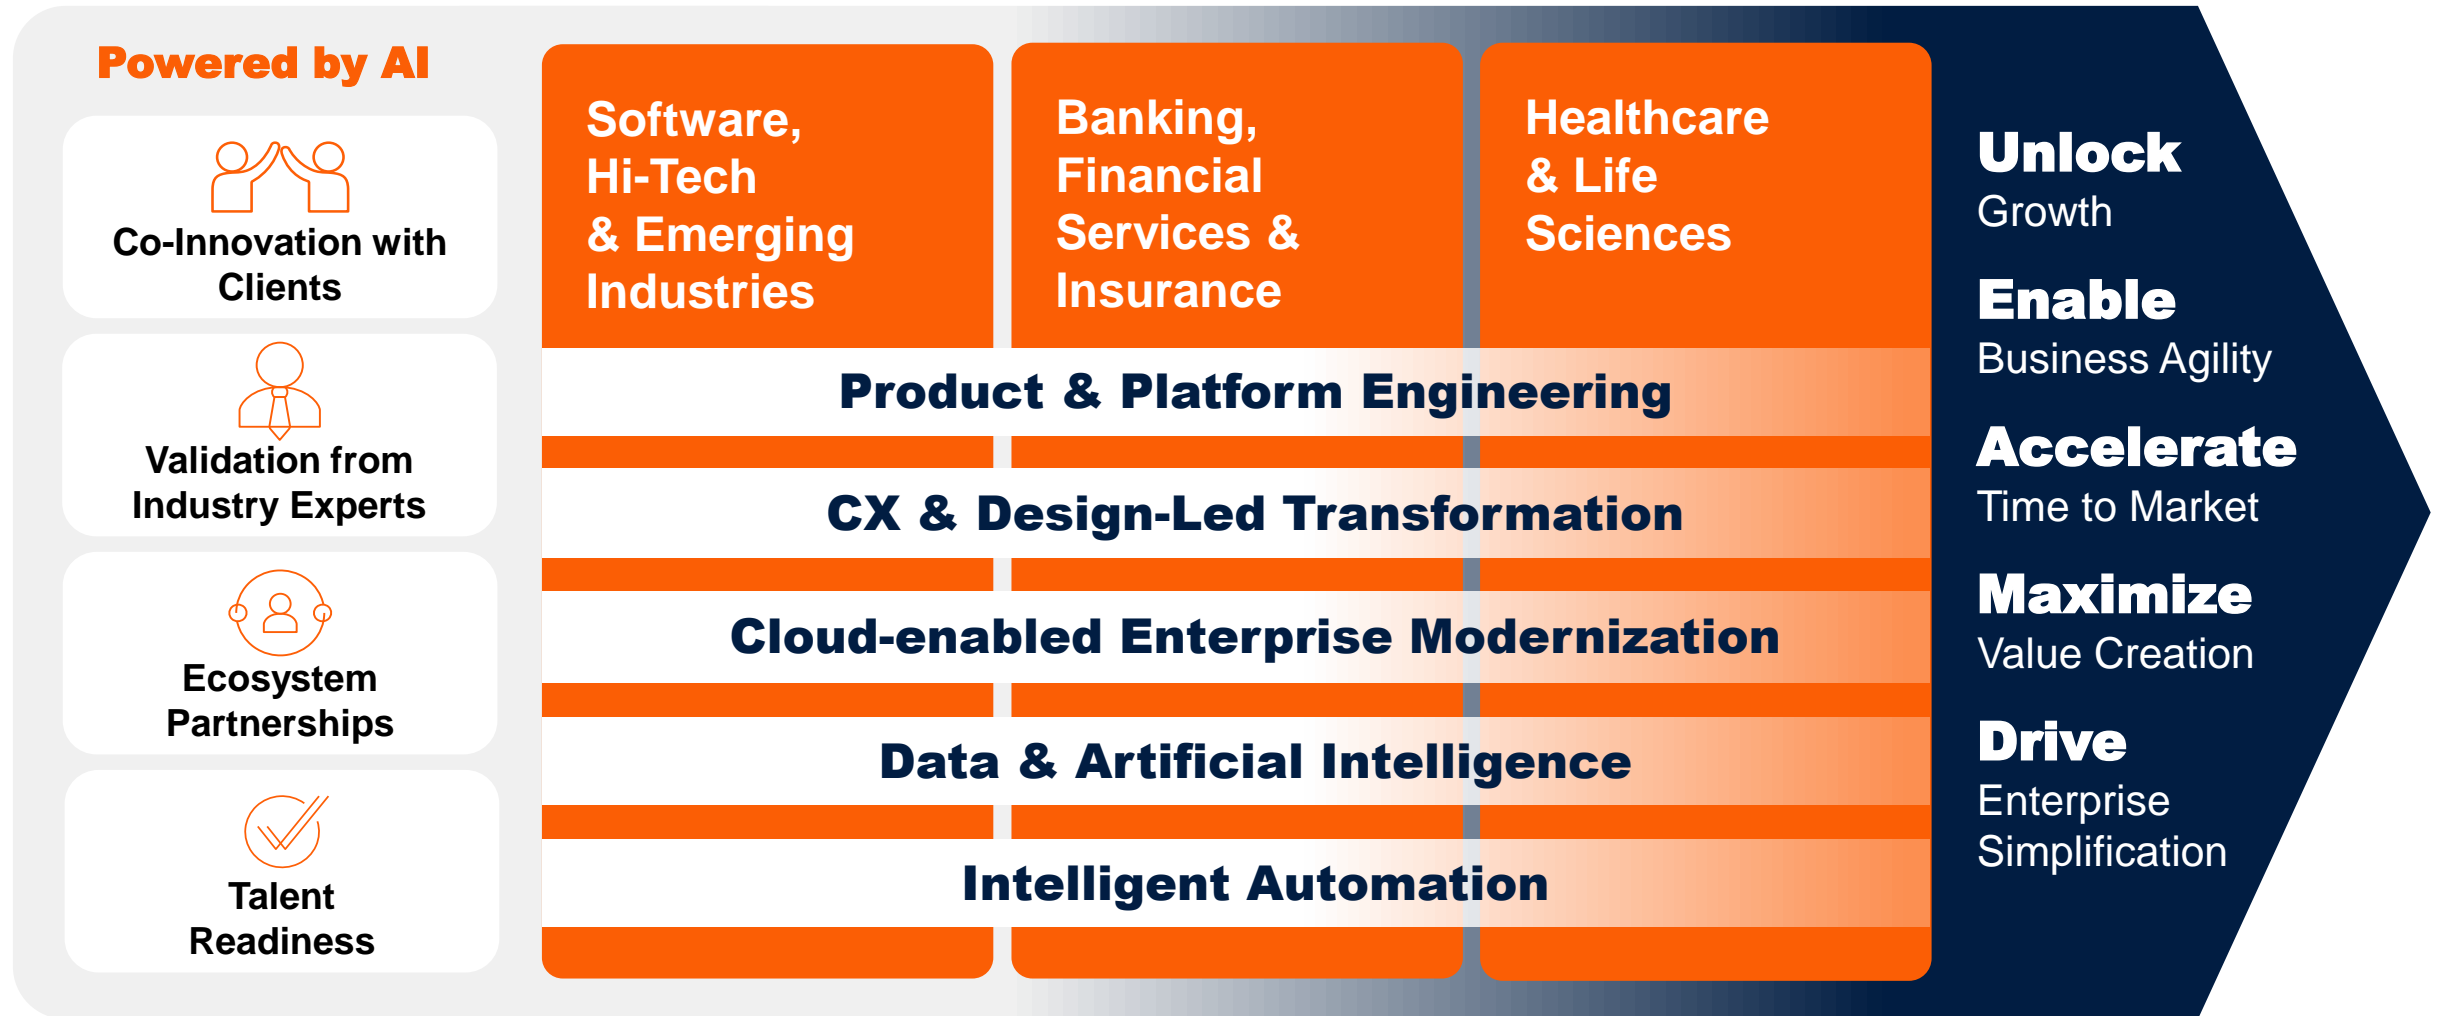 Powered by AI
Co-Innovation with
Clients
Validation from
Industry Experts
Ecosystem
Partnerships
Talent
Readiness
Software,
Hi-Tech
& Emerging
Industries
Banking,
Financial
Services &
Insurance
Healthcare
& Life
Sciences
Product & Platform Engineering
CX & Design-Led Transformation
Cloud-enabled Enterprise Modernization
Data & Artificial Intelligence
Intelligent Automation
Unlock
Growth
Enable
Business Agility
Accelerate
Time to Market
Maximize
Value Creation
Drive
Enterprise
Simplification